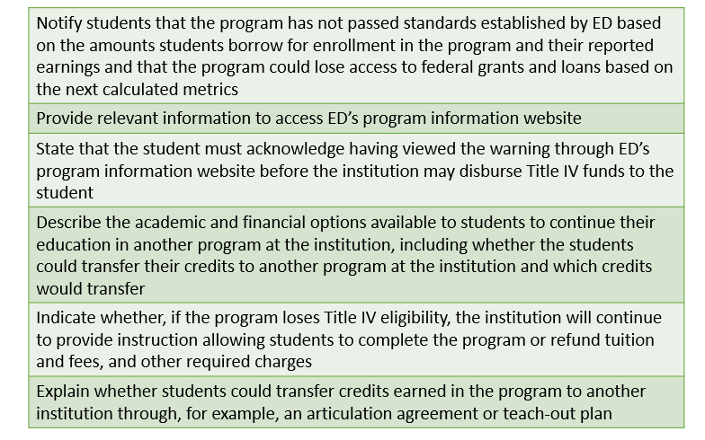 Notify students that the program has not passed standards established by ED based
on the amounts students borrow for enrollment in the program and their reported
earnings and that the program could lose access to federal grants and loans based on
the next calculated metrics
Provide relevant information to access ED’s program information website
State that the student must acknowledge having viewed the warning through ED’s
program information website before the institution may disburse Title IV funds to the
student
Describe the academic and financial options available to students to continue their
education in another program at the institution, including whether the students
could transfer their credits to another program at the institution and which credits
would transfer
Indicate whether, if the program loses Title IV eligibility, the institution will continue
to provide instruction allowing students to complete the program or refund tuition
and fees, and other required charges
Explain whether students could transfer credits earned in the program to another
institution through, for example, an articulation agreement or teach-out plan